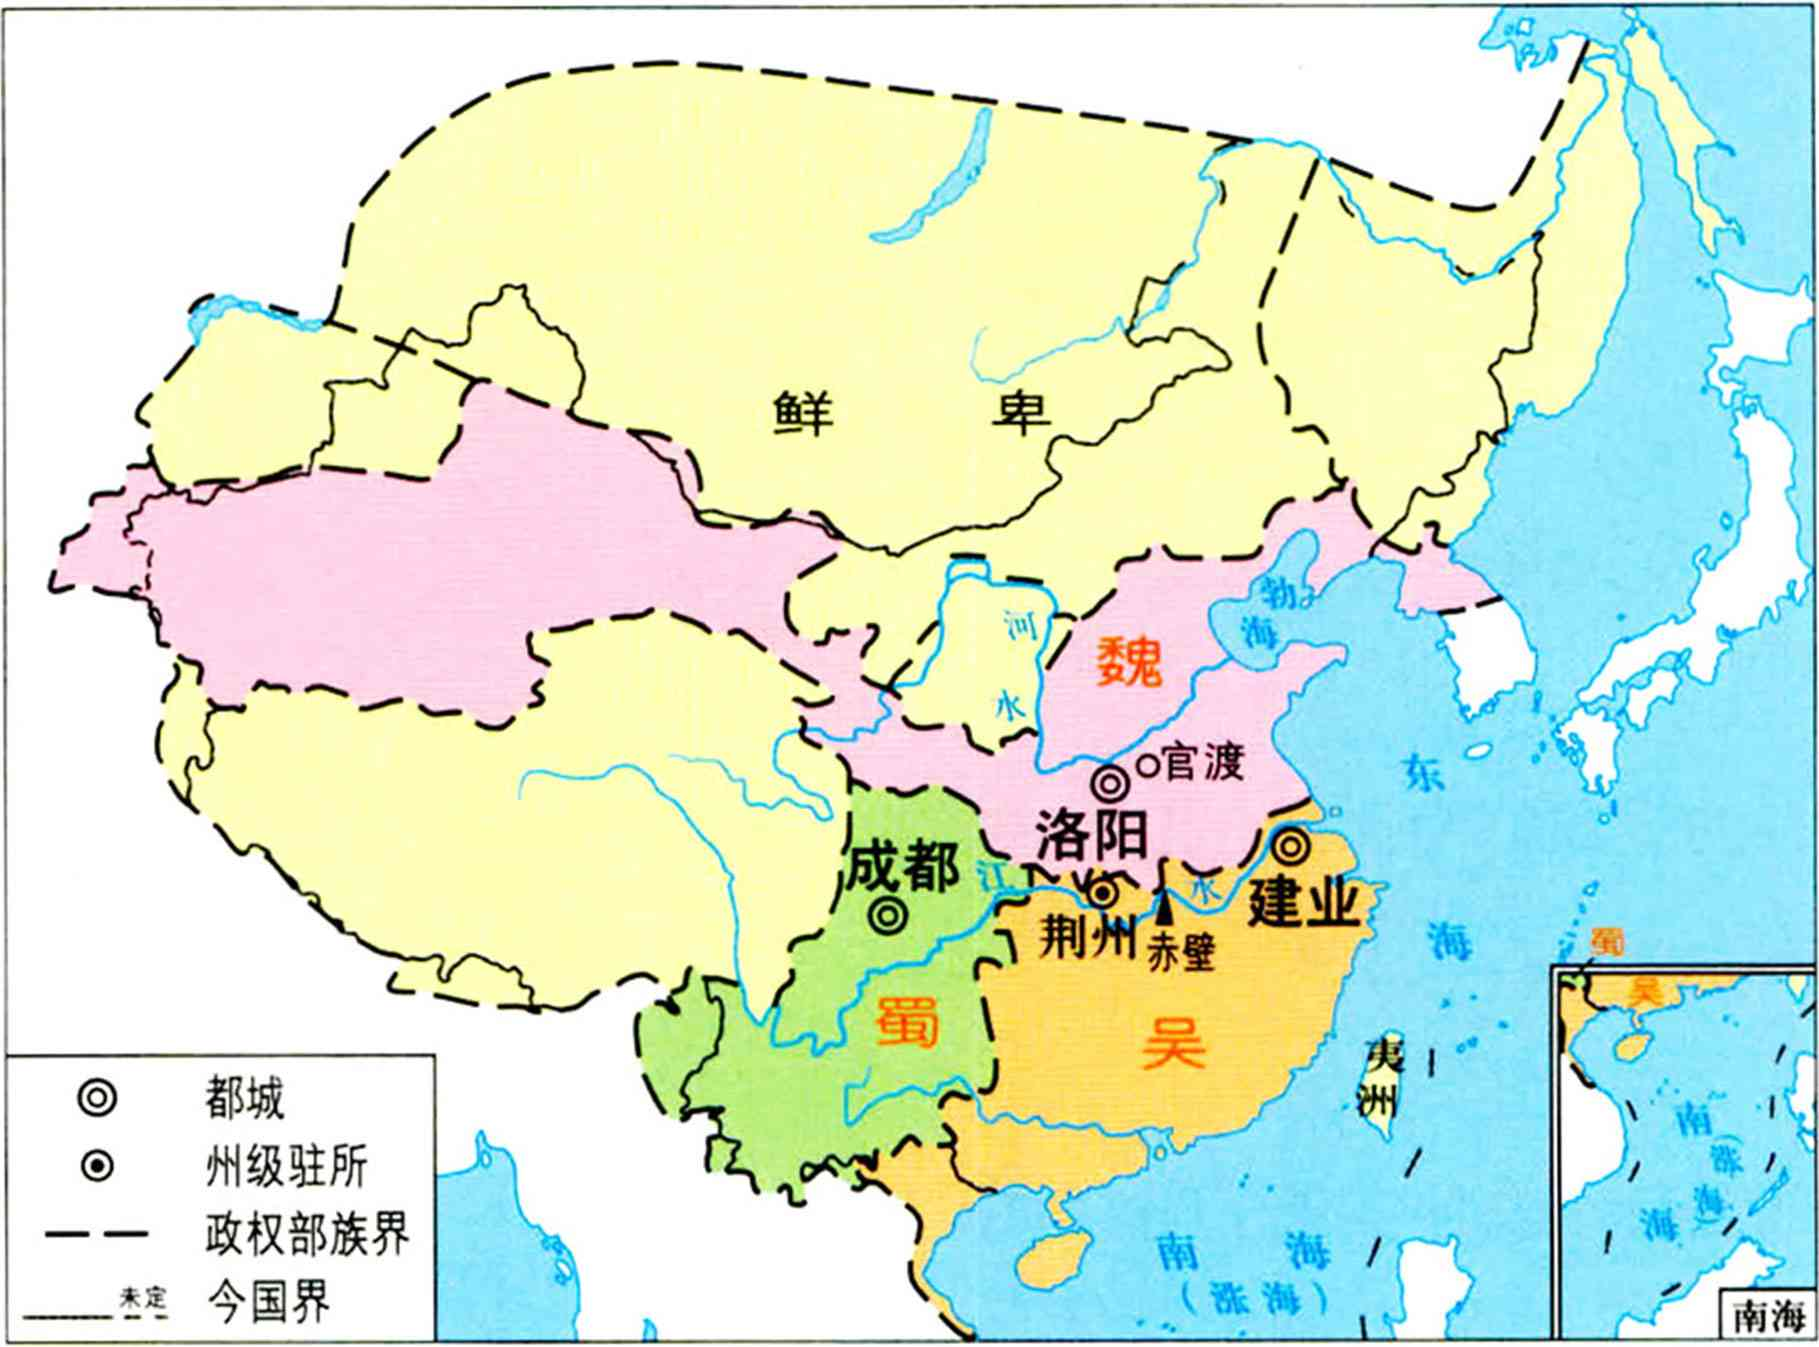 鲜 卑
河
水
勃
海
魏
官渡
洛阳
成都
江
水
荆州
赤壁
建业
东
海
蜀
吴
夷
洲
南 海
（涨海）
蜀
吴
南
（涨
海
海）
南海
都城
州级驻所
政权部族界
未定
今国界